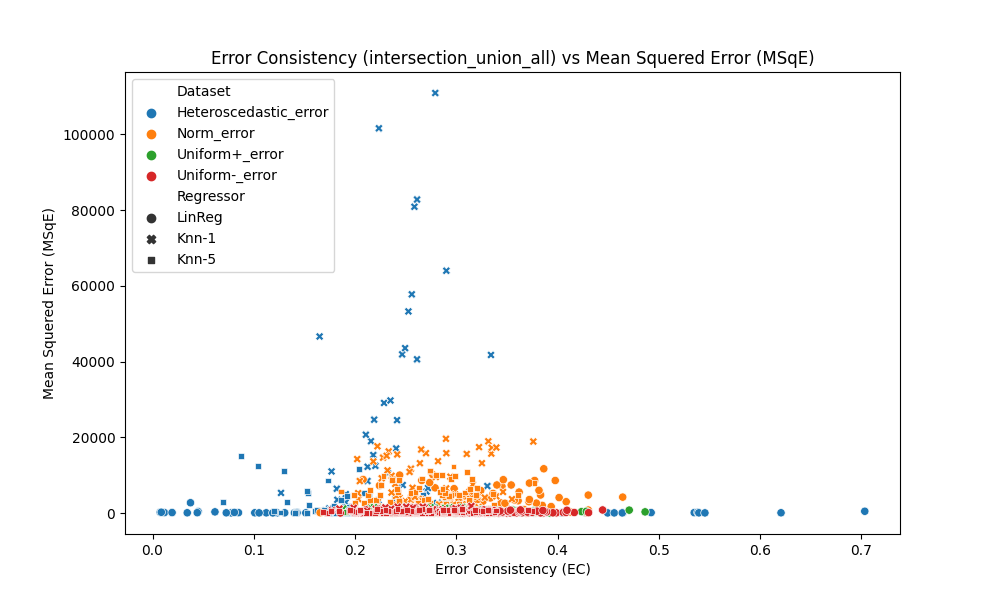 Error Consistency (intersection_union_all) vs Mean Squered Error (MSqE)
Dataset
Heteroscedastic_error
Norm_error
Uniform+_error
Uniform-_error
Regressor
LinReg
Knn-1
Knn-5
Mean Squered Error (MSqE)
100000
80000
60000
40000
20000
0
0.0 0.1 0.2 0.3 0.4 0.5 0.6 0.7
Error Consistency (EC)